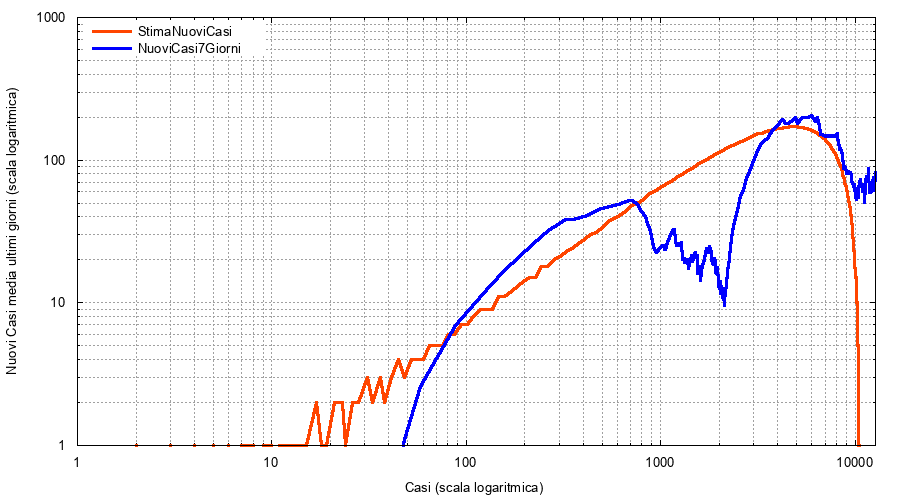 1000
StimaNuoviCasi
NuoviCasi7Giorni
100
Nuovi Casi media ultimi giorni (scala logaritmica)
10
1
1 10 100 1000 10000
Casi (scala logaritmica)